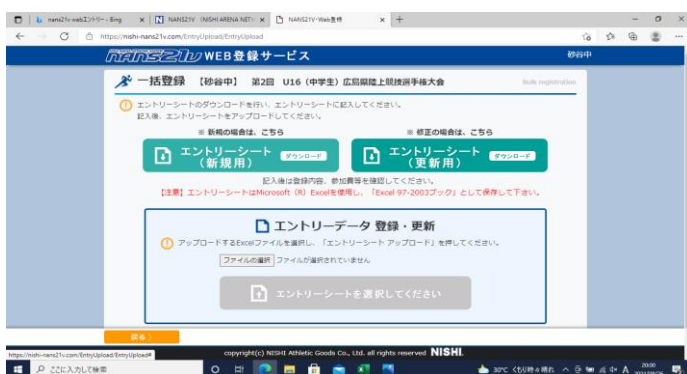 nans21v webｴﾝﾄﾘｰ - Bing
NANS21V (NISHI ARENA NET)
NANS21V-Web登録
https://nishi-nans21v.com/EntryUpload/EntryUpload
NANS21V WEB登録サービス
砂谷中
一括登録 【砂谷中】 第2回 U16（中学生）広島県陸上競技選手権大会
Bulk registration
エントリーシートのダウンロードを行い、エントリーシートに記入してください。
記入後、エントリーシートをアップロードしてください。
※ 新規の場合は、こちら
※ 修正の場合は、こちら
エントリーシート
（新規用）
ダウンロード
エントリーシート
（更新用）
ダウンロード
記入後は登録内容、参加費等を確認してください。
【注意】エントリーシートはMicrosoft（R）Excelを使用し、「Excel 97-2003ブック」として保存して下さい。
エントリーデータ 登録・更新
アップロードするExcelファイルを選択し、「エントリーシート アップロード」を押してください。
ファイルの選択 ファイルが選択されていません
エントリーシートを選択してください
戻る
https://nishi-nans21v.com/EntryUpload/EntryUpload#
copyright(c) NISHI Athletic Goods Co., Ltd. all rights reserved NISHI.
ここに入力して検索
30°C くもり時々晴れ
A
20:00